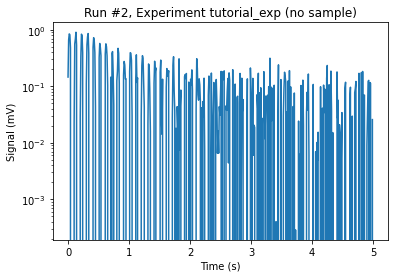 Run #2, Experiment tutorial_exp (no sample)
Signal (mV)
10⁰
10⁻¹
10⁻²
10⁻³
0 1 2 3 4 5
Time (s)